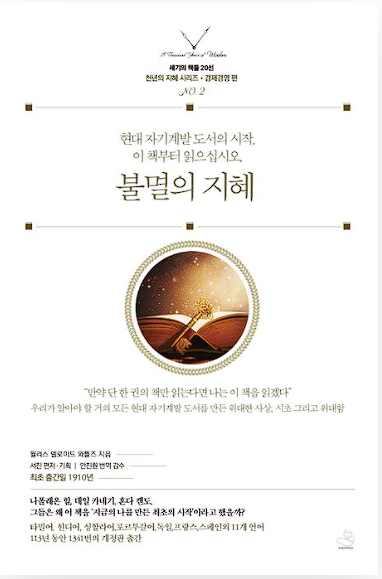 A Thousand Years of Wisdom
세기의 책들 20선
천년의 지혜 시리즈 · 경제경영 편
NO. 2
현대 자기계발 도서의 시작,
이 책부터 읽으십시오.
불멸의 지혜
“만약 단 한 권의 책만 읽는다면 나는 이 책을 읽겠다”
우리가 알아야 할 거의 모든 현대 자기계발 도서를 만든 위대한 사상, 시초 그리고 위대함
월러스 델로이드 와틀즈 지음
서진 편저 · 기획 | 안진환 번역 감수
최초 출간일 1910년
나폴레온 힐, 데일 카네기, 혼다 켄도,
그들은 왜 이 책을 '지금의 나를 만든 최초의 시작'이라고 했을까?
타밀어, 힌디어, 싱할라어,포르투갈어,독일,프랑스,스페인외 11개 언어
113년 동안 1341번의 개정판 출간